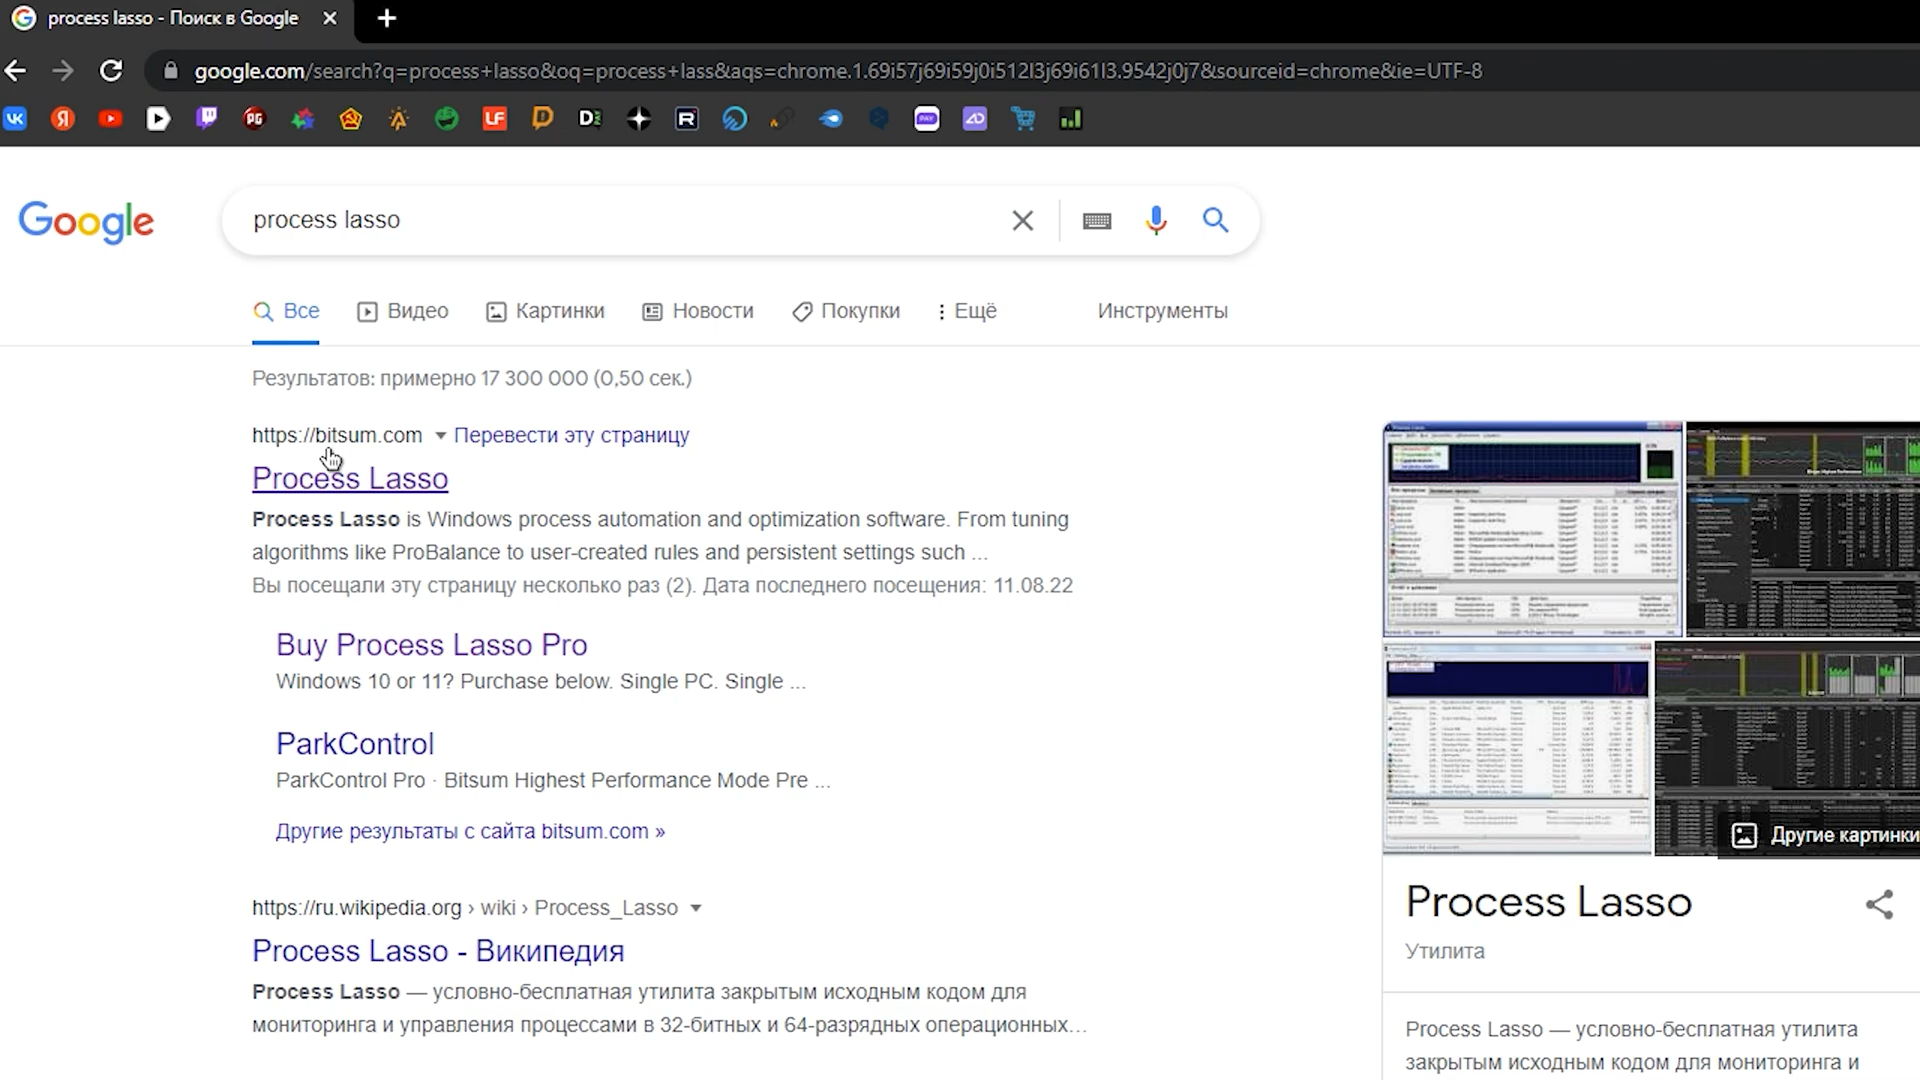 process lasso - Поиск в Google
google.com/search?q=process+lasso&oq=process+lass&aqs=chrome.1.69i57j69i59j0i512l3j69i61l3.9542j0j7&sourceid=chrome&ie=UTF-8
Google
process lasso
Все Видео Картинки Новости Покупки Ещё Инструменты
Результатов: примерно 17 300 000 (0,50 сек.)
https://bitsum.com Перевести эту страницу
Process Lasso
Process Lasso is Windows process automation and optimization software. From tuning
algorithms like ProBalance to user-created rules and persistent settings such ...
Вы посещали эту страницу несколько раз (2). Дата последнего посещения: 11.08.22
Buy Process Lasso Pro
Windows 10 or 11? Purchase below. Single PC. Single ...
ParkControl
ParkControl Pro · Bitsum Highest Performance Mode Pre ...
Другие результаты с сайта bitsum.com »
https://ru.wikipedia.org › wiki › Process_Lasso
Process Lasso - Википедия
Process Lasso — условно-бесплатная утилита закрытым исходным кодом для
мониторинга и управления процессами в 32-битных и 64-разрядных операционных...
Другие картинки
Process Lasso
Утилита
Process Lasso — условно-бесплатная утилита
закрытым исходным кодом для мониторинга и